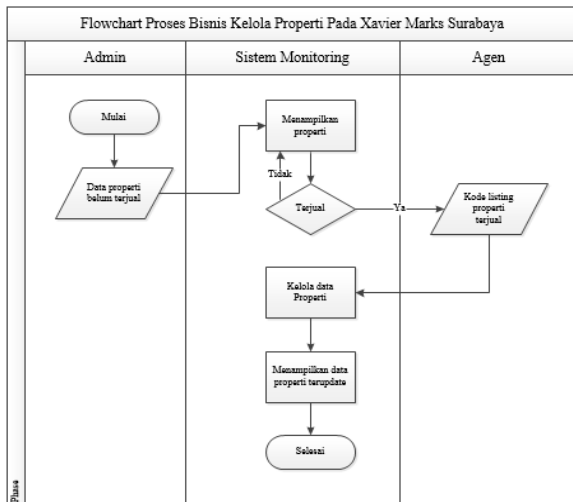 Flowchart Proses Bisnis Kelola Properti Pada Xavier Marks Surabaya
Admin
Sistem Monitoring
Agen
Mulai
Menampilkan
properti
Tidak
Data properti
belum terjual
Terjual
Ya
Kode listing
properti
terjual
Kelola data
Properti
Menampilkan data
properti terupdate
Selesai
Phase